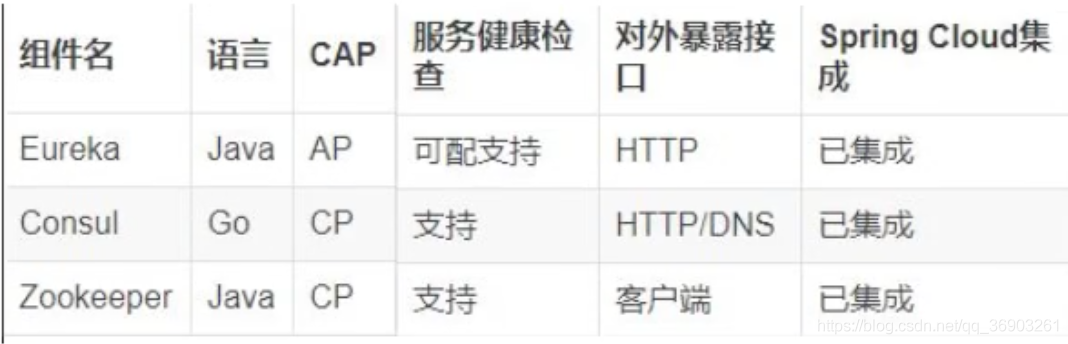 组件名 语言 CAP 服务健康检查 对外暴露接口 Spring Cloud集成
Eureka Java AP 可配支持 HTTP 已集成
Consul Go CP 支持 HTTP/DNS 已集成
Zookeeper Java CP 支持 客户端 已集成
https://blog.csdn.net/qq_36903261